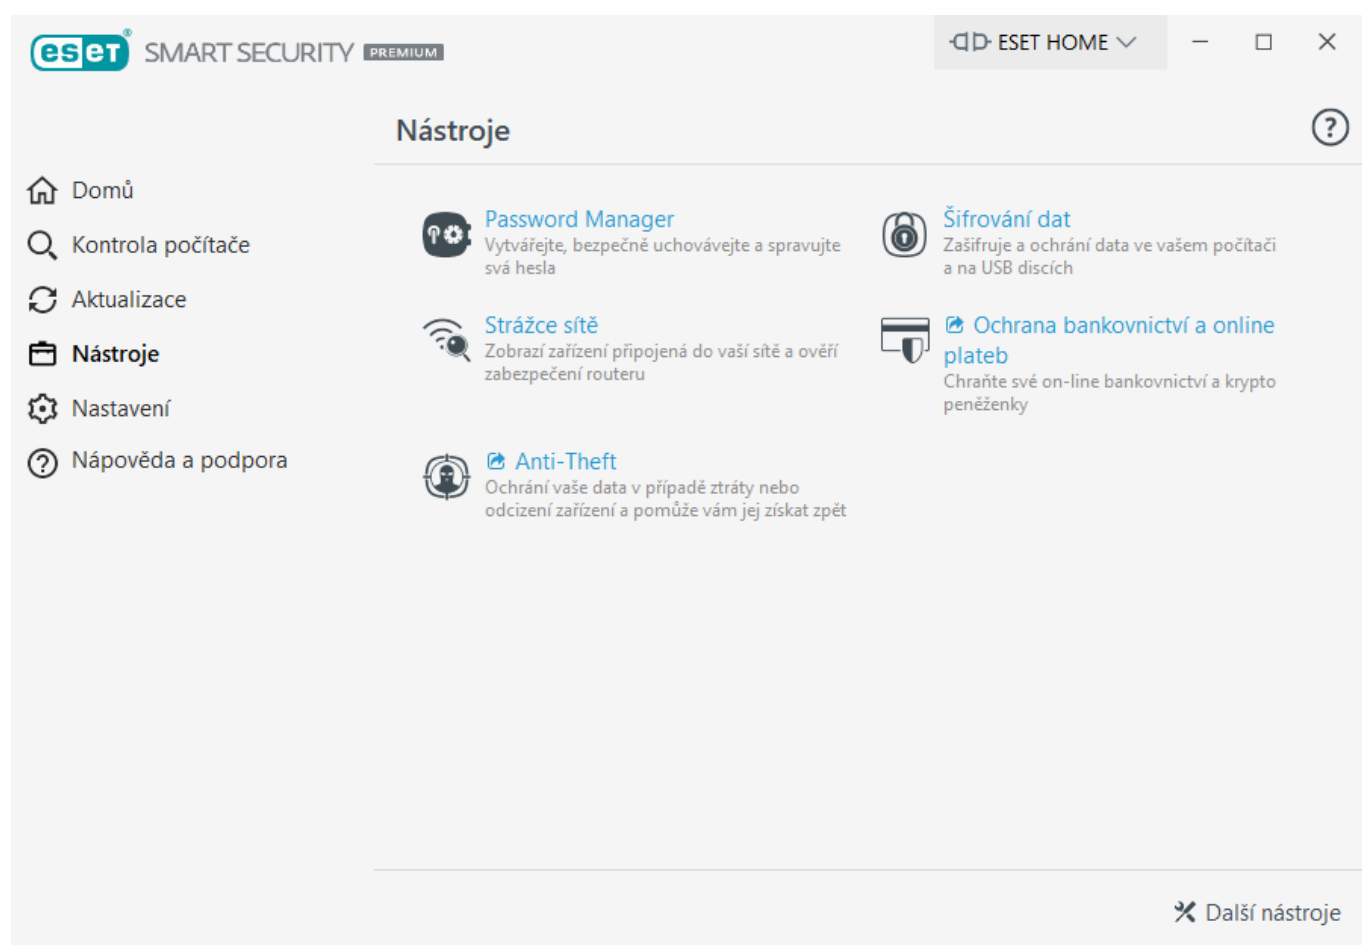 eset® SMART SECURITY PREMIUM
ESET HOME
Nástroje
Domů
Kontrola počítače
Aktualizace
Nástroje
Nastavení
Nápověda a podpora
Password Manager
Vytvářejte, bezpečně uchovávejte a spravujte
svá hesla
Šifrování dat
Zašifruje a ochrání data ve vašem počítači
a na USB discích
Strážce sítě
Zobrazí zařízení připojená do vaší sítě a ověří
zabezpečení routeru
Ochrana bankovnictví a online
plateb
Chraňte své on-line bankovnictví a krypto
peněženky
Anti-Theft
Ochrání vaše data v případě ztráty nebo
odcizení zařízení a pomůže vám jej získat zpět
Další nástroje